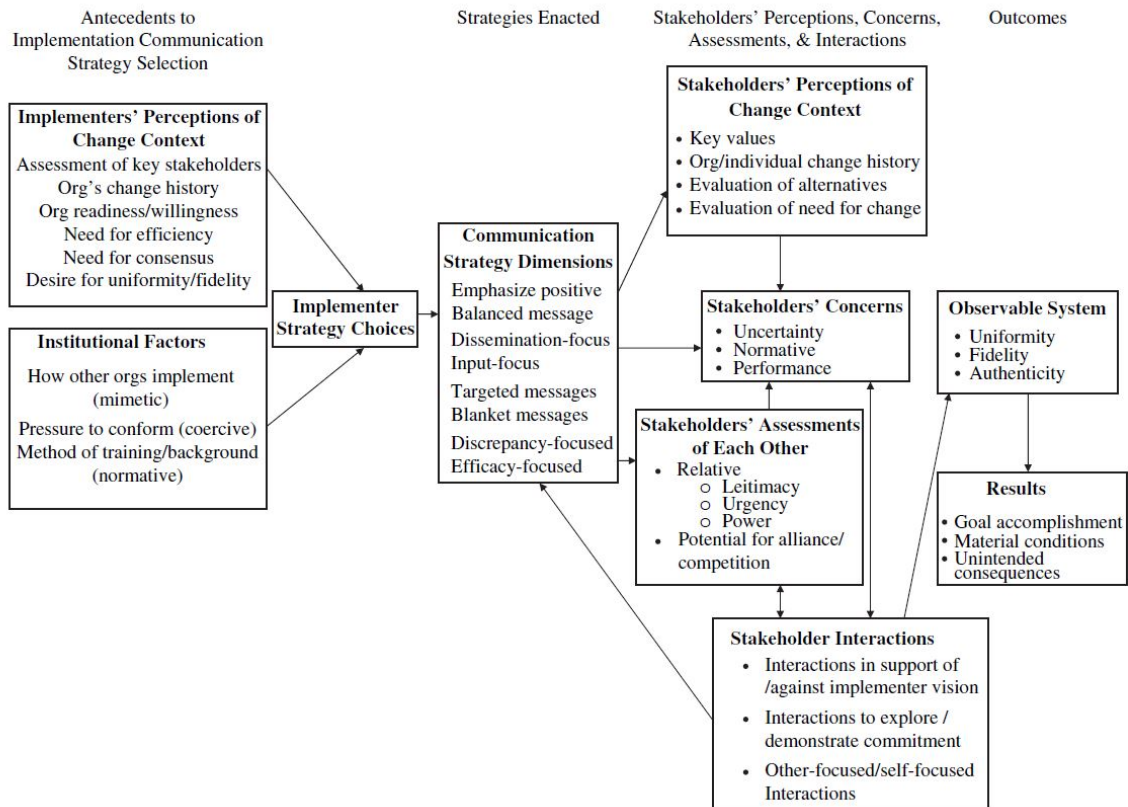 Antecedents to
Implementation Communication
Strategy Selection
Strategies Enacted
Stakeholders' Perceptions, Concerns,
Assessments, & Interactions
Outcomes
Implementers' Perceptions of
Change Context
Assessment of key stakeholders
Org's change history
Org readiness/willingness
Need for efficiency
Need for consensus
Desire for uniformity/fidelity
Institutional Factors
How other orgs implement
(mimetic)
Pressure to conform (coercive)
Method of training/background
(normative)
Implementer
Strategy Choices
Communication
Strategy Dimensions
Emphasize positive
Balanced message
Dissemination-focus
Input-focus
Targeted messages
Blanket messages
Discrepancy-focused
Efficacy-focused
Stakeholders' Perceptions of
Change Context
• Key values
• Org/individual change history
• Evaluation of alternatives
• Evaluation of need for change
Stakeholders' Concerns
• Uncertainty
• Normative
• Performance
Stakeholders' Assessments
of Each Other
• Relative
o Leitimacy
o Urgency
o Power
• Potential for alliance/
competition
Stakeholder Interactions
• Interactions in support of
/against implementer vision
• Interactions to explore /
demonstrate commitment
• Other-focused/self-focused
Interactions
Observable System
• Uniformity
• Fidelity
• Authenticity
Results
• Goal accomplishment
• Material conditions
• Unintended
consequences